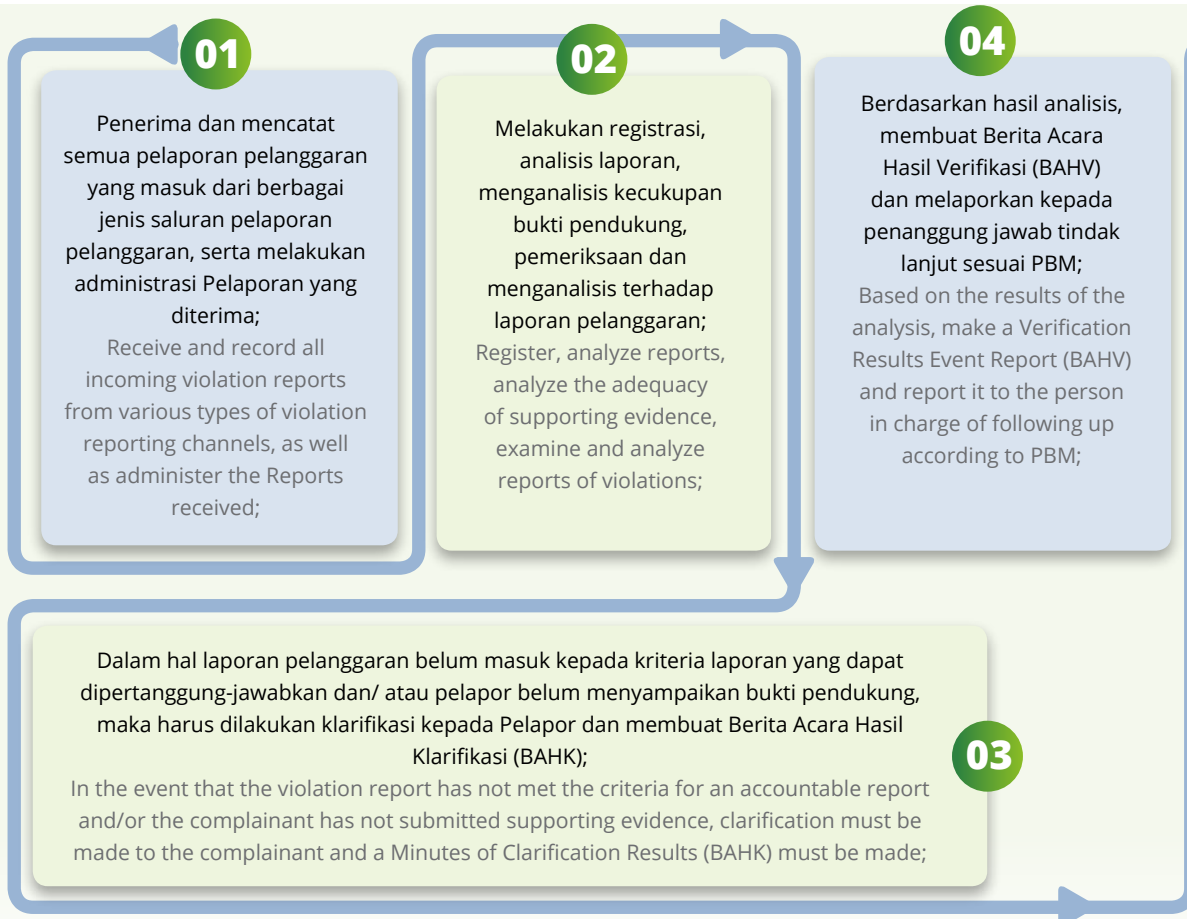 01
Penerima dan mencatat
semua pelaporan pelanggaran
yang masuk dari berbagai
jenis saluran pelaporan
pelanggaran, serta melakukan
administrasi Pelaporan yang
diterima;
Receive and record all
incoming violation reports
from various types of violation
reporting channels, as well
as administer the Reports
received;
02
Melakukan registrasi,
analisis laporan,
menganalisis kecukupan
bukti pendukung,
pemeriksaan dan
menganalisis terhadap
laporan pelanggaran;
Register, analyze reports,
analyze the adequacy
of supporting evidence,
examine and analyze
reports of violations;
03
Dalam hal laporan pelanggaran belum masuk kepada kriteria laporan yang dapat
dipertanggung-jawabkan dan/ atau pelapor belum menyampaikan bukti pendukung,
maka harus dilakukan klarifikasi kepada Pelapor dan membuat Berita Acara Hasil
Klarifikasi (BAHK);
In the event that the violation report has not met the criteria for an accountable report
and/or the complainant has not submitted supporting evidence, clarification must be
made to the complainant and a Minutes of Clarification Results (BAHK) must be made;
04
Berdasarkan hasil analisis,
membuat Berita Acara
Hasil Verifikasi (BAHV)
dan melaporkan kepada
penanggung jawab tindak
lanjut sesuai PBM;
Based on the results of the
analysis, make a Verification
Results Event Report (BAHV)
and report it to the person
in charge of following up
according to PBM;